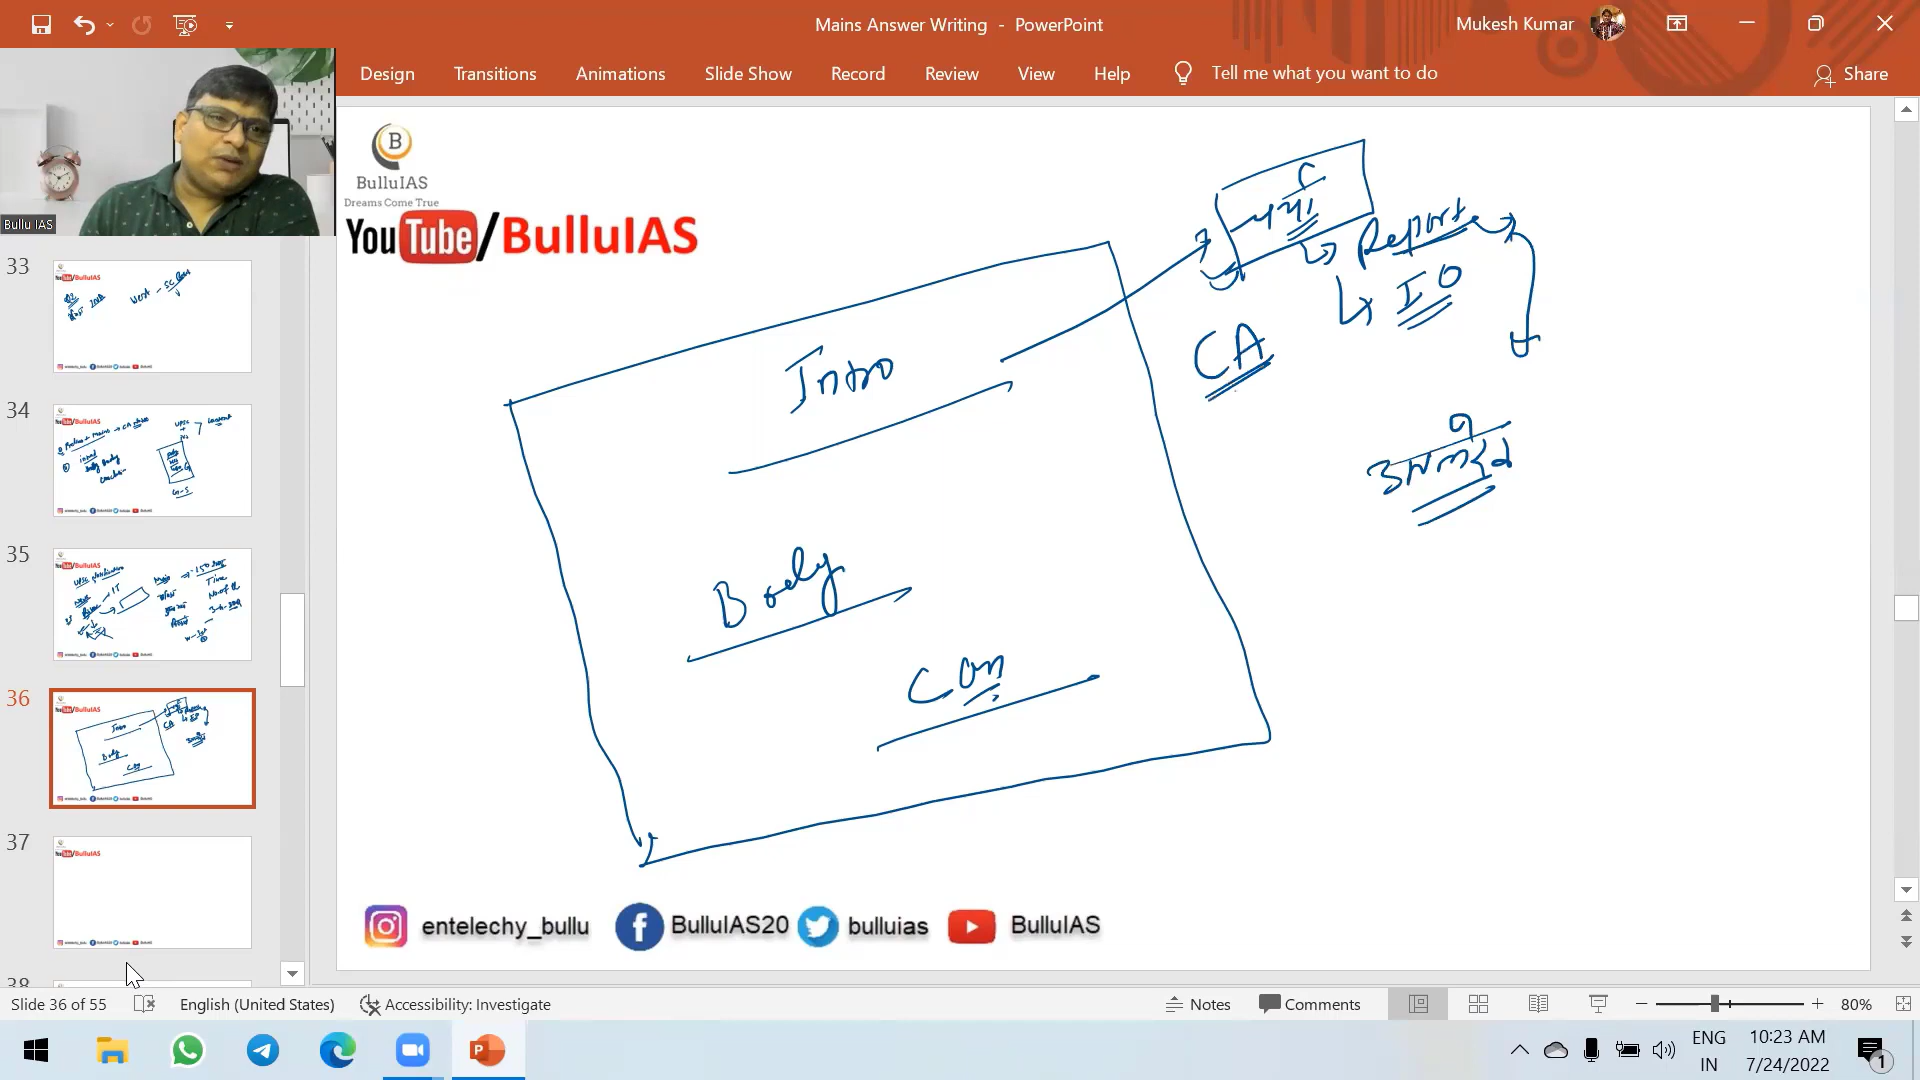 Mains Answer Writing - PowerPoint
Mukesh Kumar
Design Transitions Animations Slide Show Record Review View Help Tell me what you want to do
Share
Bullu IAS
B
BulluIAS
Dreams Come True
YouTube/BulluIAS
चर्चा
Reports
IO
CA
Intro
Body
Con
33
34
35
36
37
38
entelechy_bullu BulluIAS20 bulluias BulluIAS
Slide 36 of 55 English (United States) Accessibility: Investigate Notes Comments 80%
ENG 10:23 AM
IN 7/24/2022
1